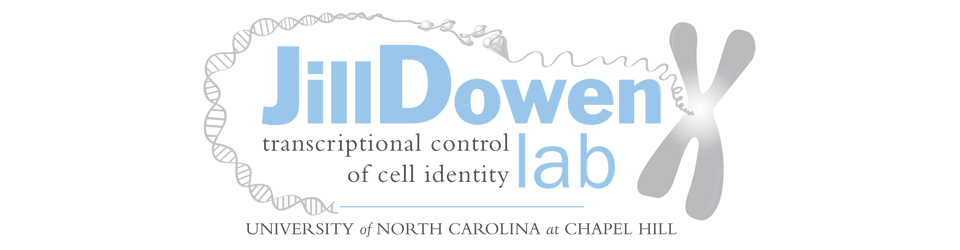 JillDowen
transcriptional control
of cell identity
lab
UNIVERSITY of NORTH CAROLINA at CHAPEL HILL